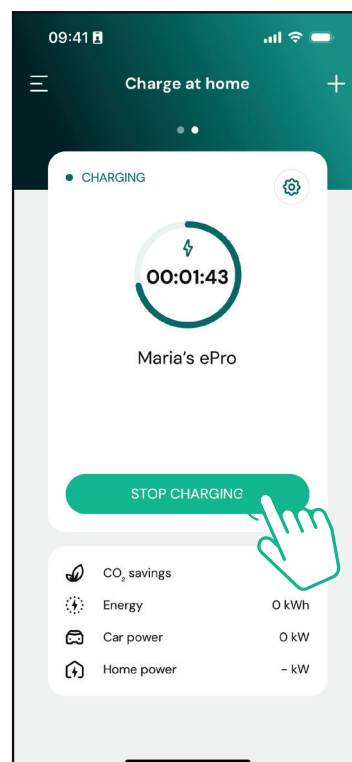 09:41
Charge at home
CHARGING
00:01:43
Maria's ePro
STOP CHARGING
CO₂ savings
Energy 0 kWh
Car power 0 kW
Home power – kW